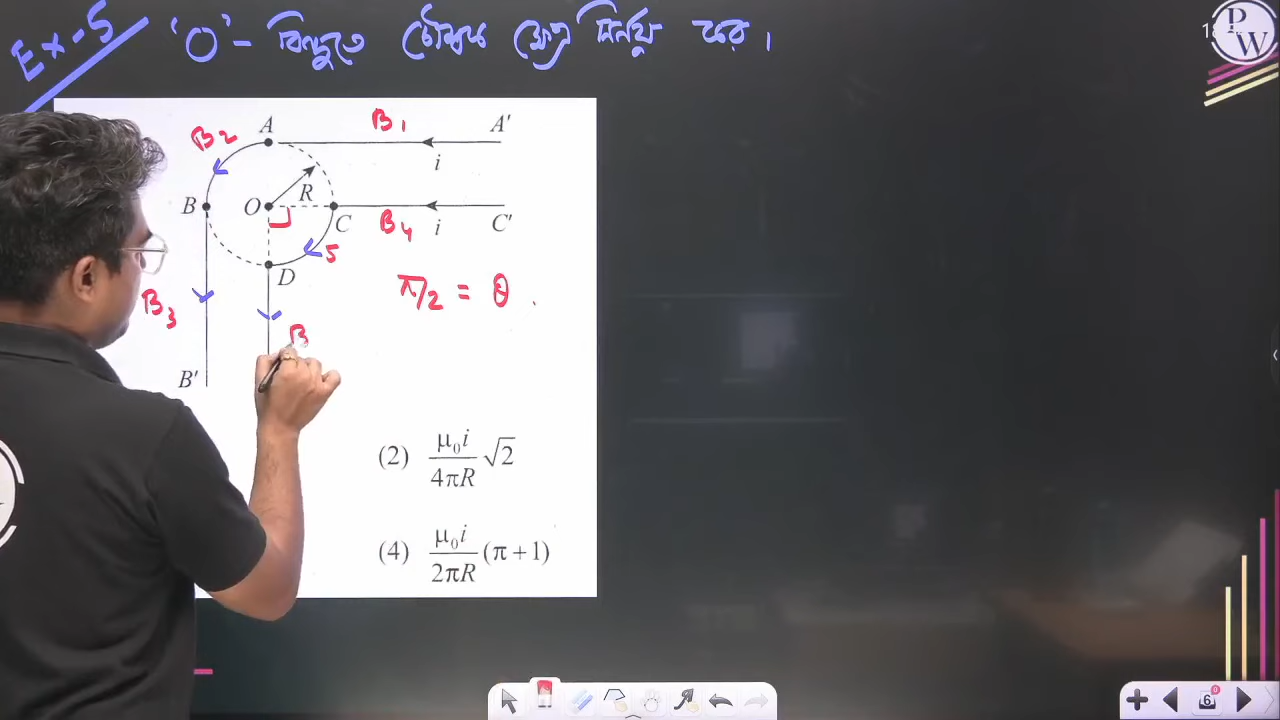 Ex-5 'O'- বিন্দুতে চৌম্বক ক্ষেত্র নির্ণয় কর।
P
W
B1 A'
A
B2
i
R
B O C C'
B4 i
5
D
π/2 = θ .
B3
B
B'
(2) μ₀i/4πR √2
(4) μ₀i/2πR (π+1)
6